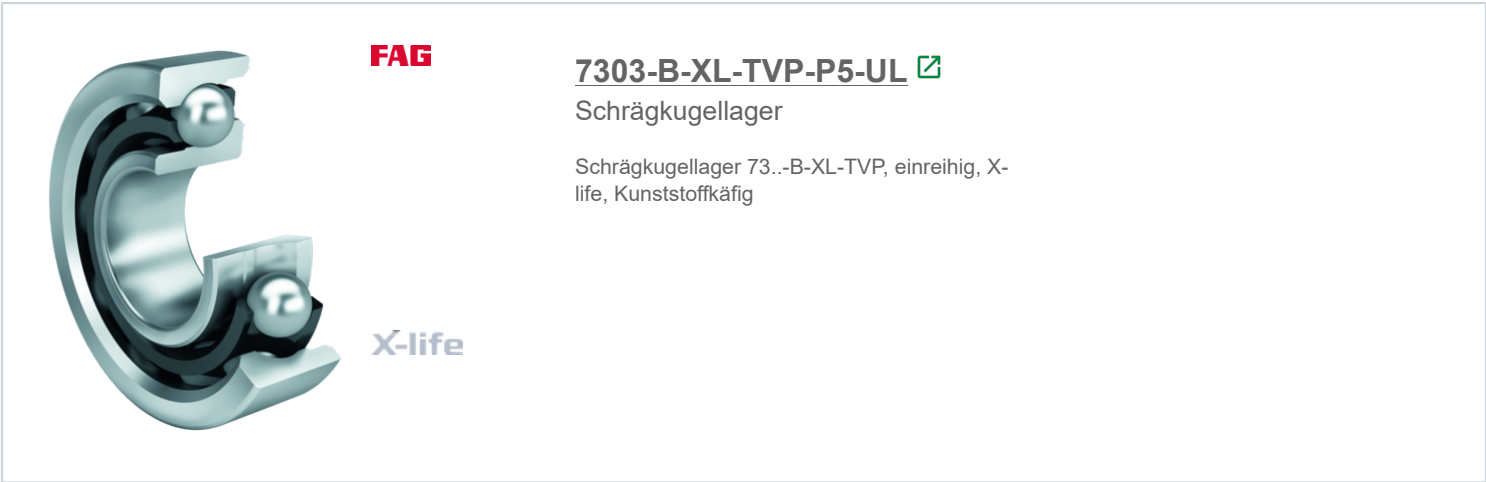 FAG
7303-B-XL-TVP-P5-UL
Schrägkugellager
Schrägkugellager 73..-B-XL-TVP, einreihig, X-
life, Kunststoffkäfig
X-life